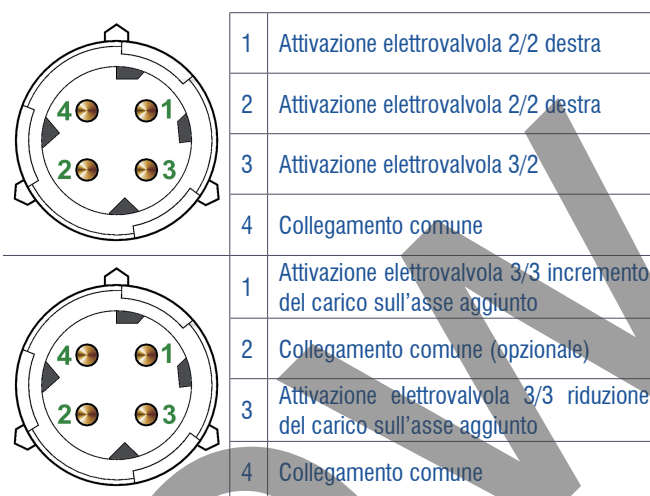 4 1
2 3
1 Attivazione elettrovalvola 2/2 destra
2 Attivazione elettrovalvola 2/2 destra
3 Attivazione elettrovalvola 3/2
4 Collegamento comune
4 1
2 3
1 Attivazione elettrovalvola 3/3 incremento
del carico sull'asse aggiunto
2 Collegamento comune (opzionale)
3 Attivazione elettrovalvola 3/3 riduzione
del carico sull'asse aggiunto
4 Collegamento comune